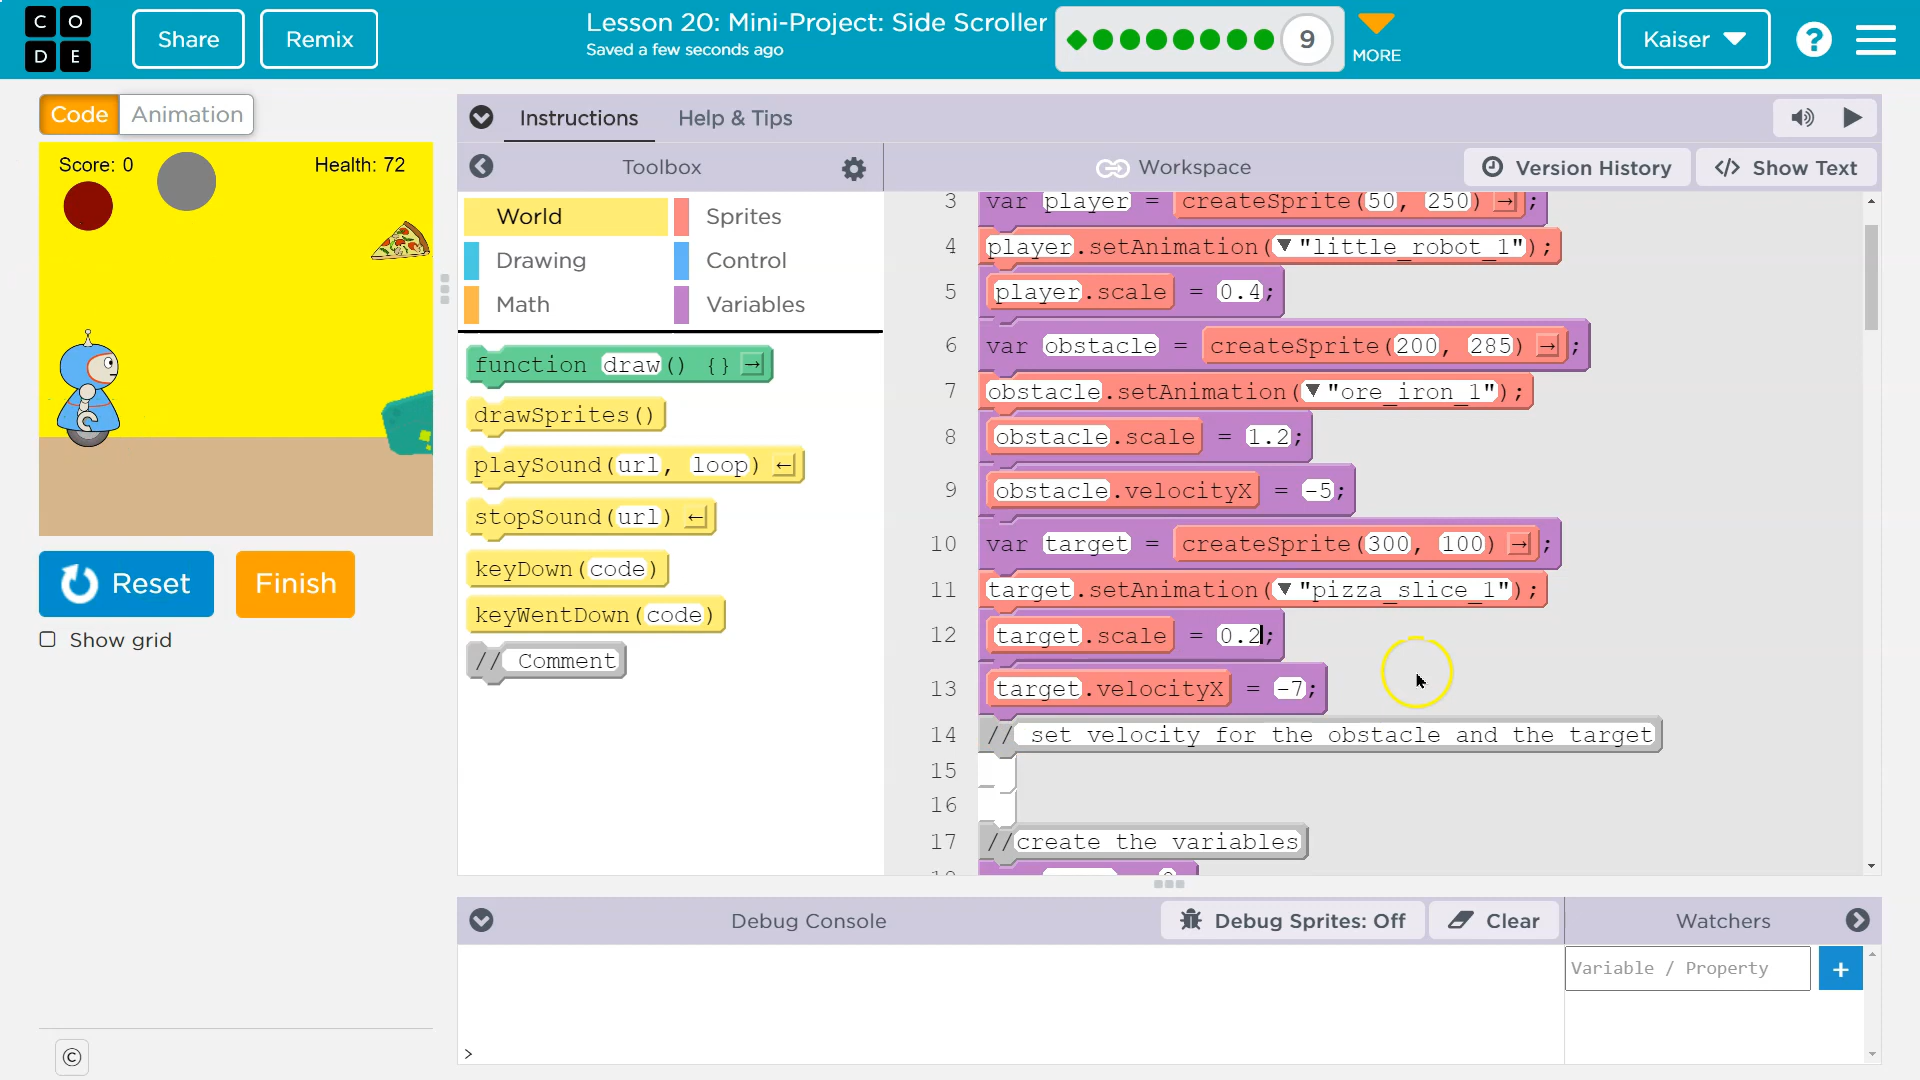 C O
D E
Share
Remix
Lesson 20: Mini-Project: Side Scroller
Saved a few seconds ago
9
MORE
Kaiser
?
Code
Animation
Score: 0
Health: 72
Reset
Finish
Show grid
©
Instructions
Help & Tips
Toolbox
Workspace
Version History
</> Show Text
World
Sprites
Drawing
Control
Math
Variables
function draw() {} →
drawSprites()
playSound(url, loop) ←
stopSound(url) ←
keyDown(code)
keyWentDown(code)
// Comment
3 var player = createSprite(50, 250) → ;
4 player.setAnimation(▼"little_robot_1");
5 player.scale = 0.4;
6 var obstacle = createSprite(200, 285) → ;
7 obstacle.setAnimation(▼"ore_iron_1");
8 obstacle.scale = 1.2;
9 obstacle.velocityX = -5;
10 var target = createSprite(300, 100) → ;
11 target.setAnimation(▼"pizza_slice_1");
12 target.scale = 0.2;
13 target.velocityX = -7;
14 // set velocity for the obstacle and the target
15
16
17 //create the variables
Debug Console
Debug Sprites: Off
Clear
Watchers
Variable / Property
+
>